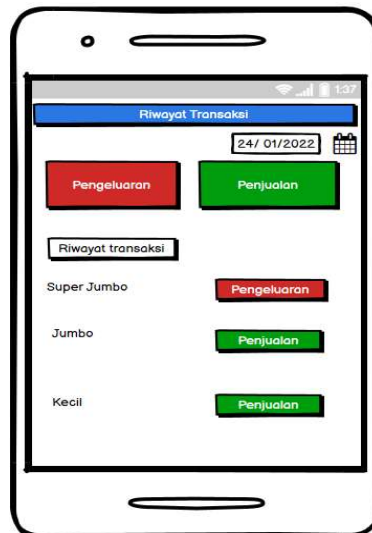 1:37
Riwayat Transaksi
24/ 01/2022
Pengeluaran Penjualan
Riwayat transaksi
Super Jumbo Pengeluaran
Jumbo Penjualan
Kecil Penjualan